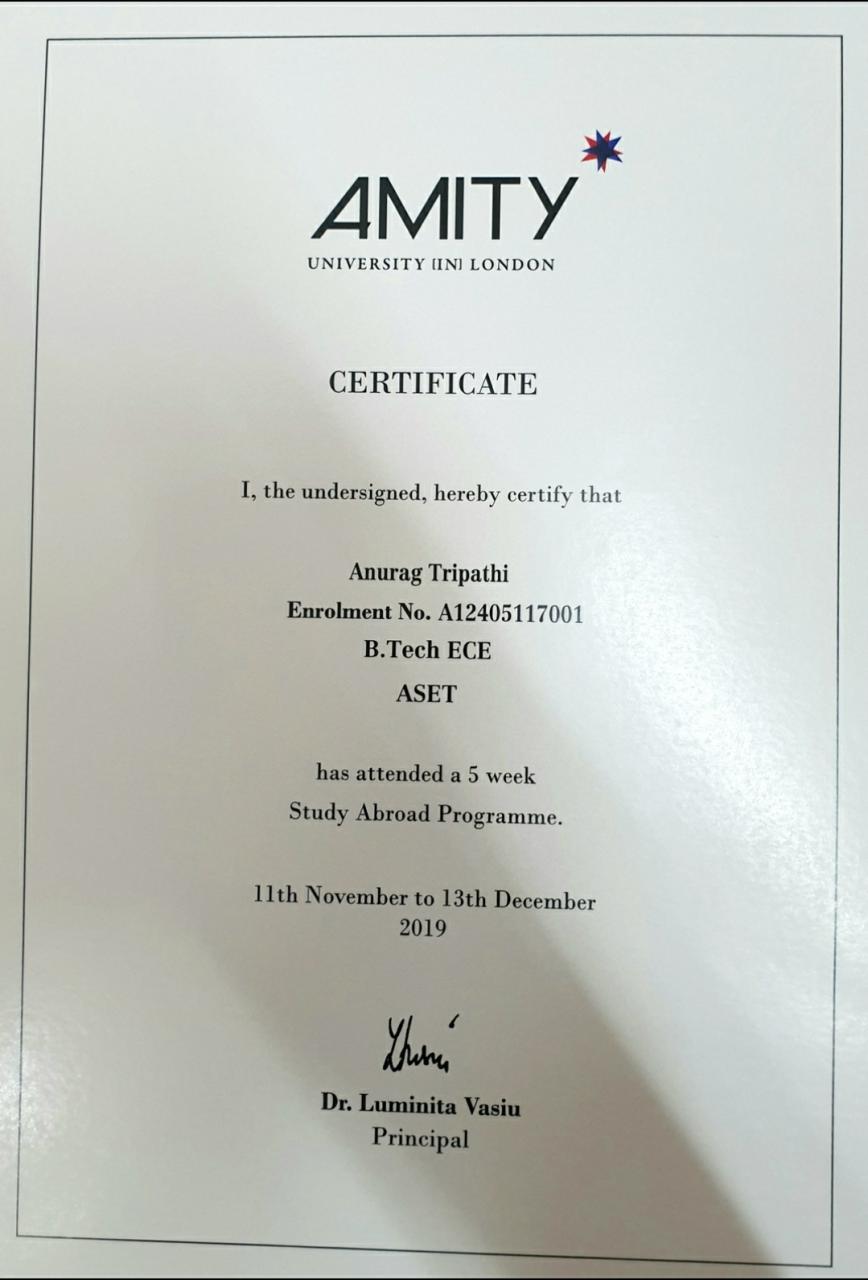 AMITY
UNIVERSITY [IN] LONDON
CERTIFICATE
I, the undersigned, hereby certify that
Anurag Tripathi
Enrolment No. A12405117001
B.Tech ECE
ASET
has attended a 5 week
Study Abroad Programme.
11th November to 13th December
2019
Dr. Luminita Vasiu
Principal